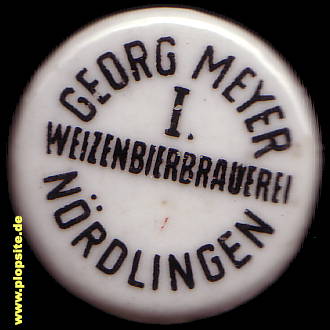 GEORG MEYER
I.
WEIZENBIERBRAUEREI
NÖRDLINGEN
www.plopsite.de